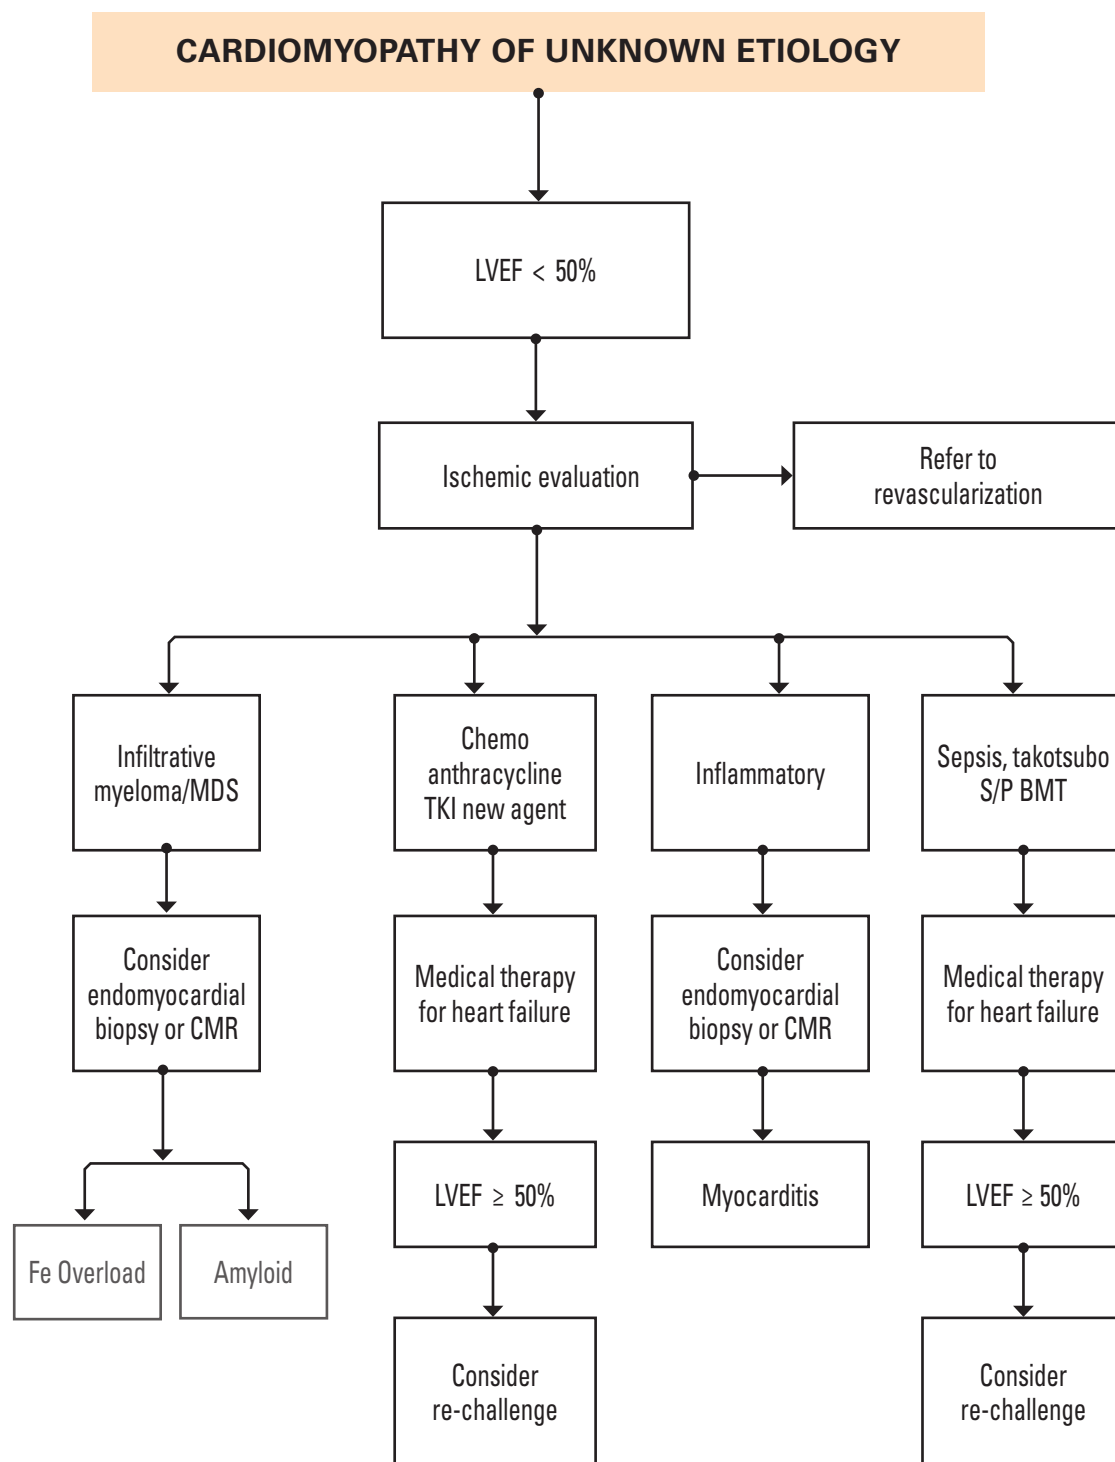 CARDIOMYOPATHY OF UNKNOWN ETIOLOGY
LVEF < 50%
Ischemic evaluation
Refer to
revascularization
Infiltrative
myeloma/MDS
Chemo
anthracycline
TKI new agent
Inflammatory
Sepsis, takotsubo
S/P BMT
Consider
endomyocardial
biopsy or CMR
Medical therapy
for heart failure
Consider
endomyocardial
biopsy or CMR
Medical therapy
for heart failure
LVEF ≥ 50%
Myocarditis
LVEF ≥ 50%
Fe Overload
Amyloid
Consider
re-challenge
Consider
re-challenge